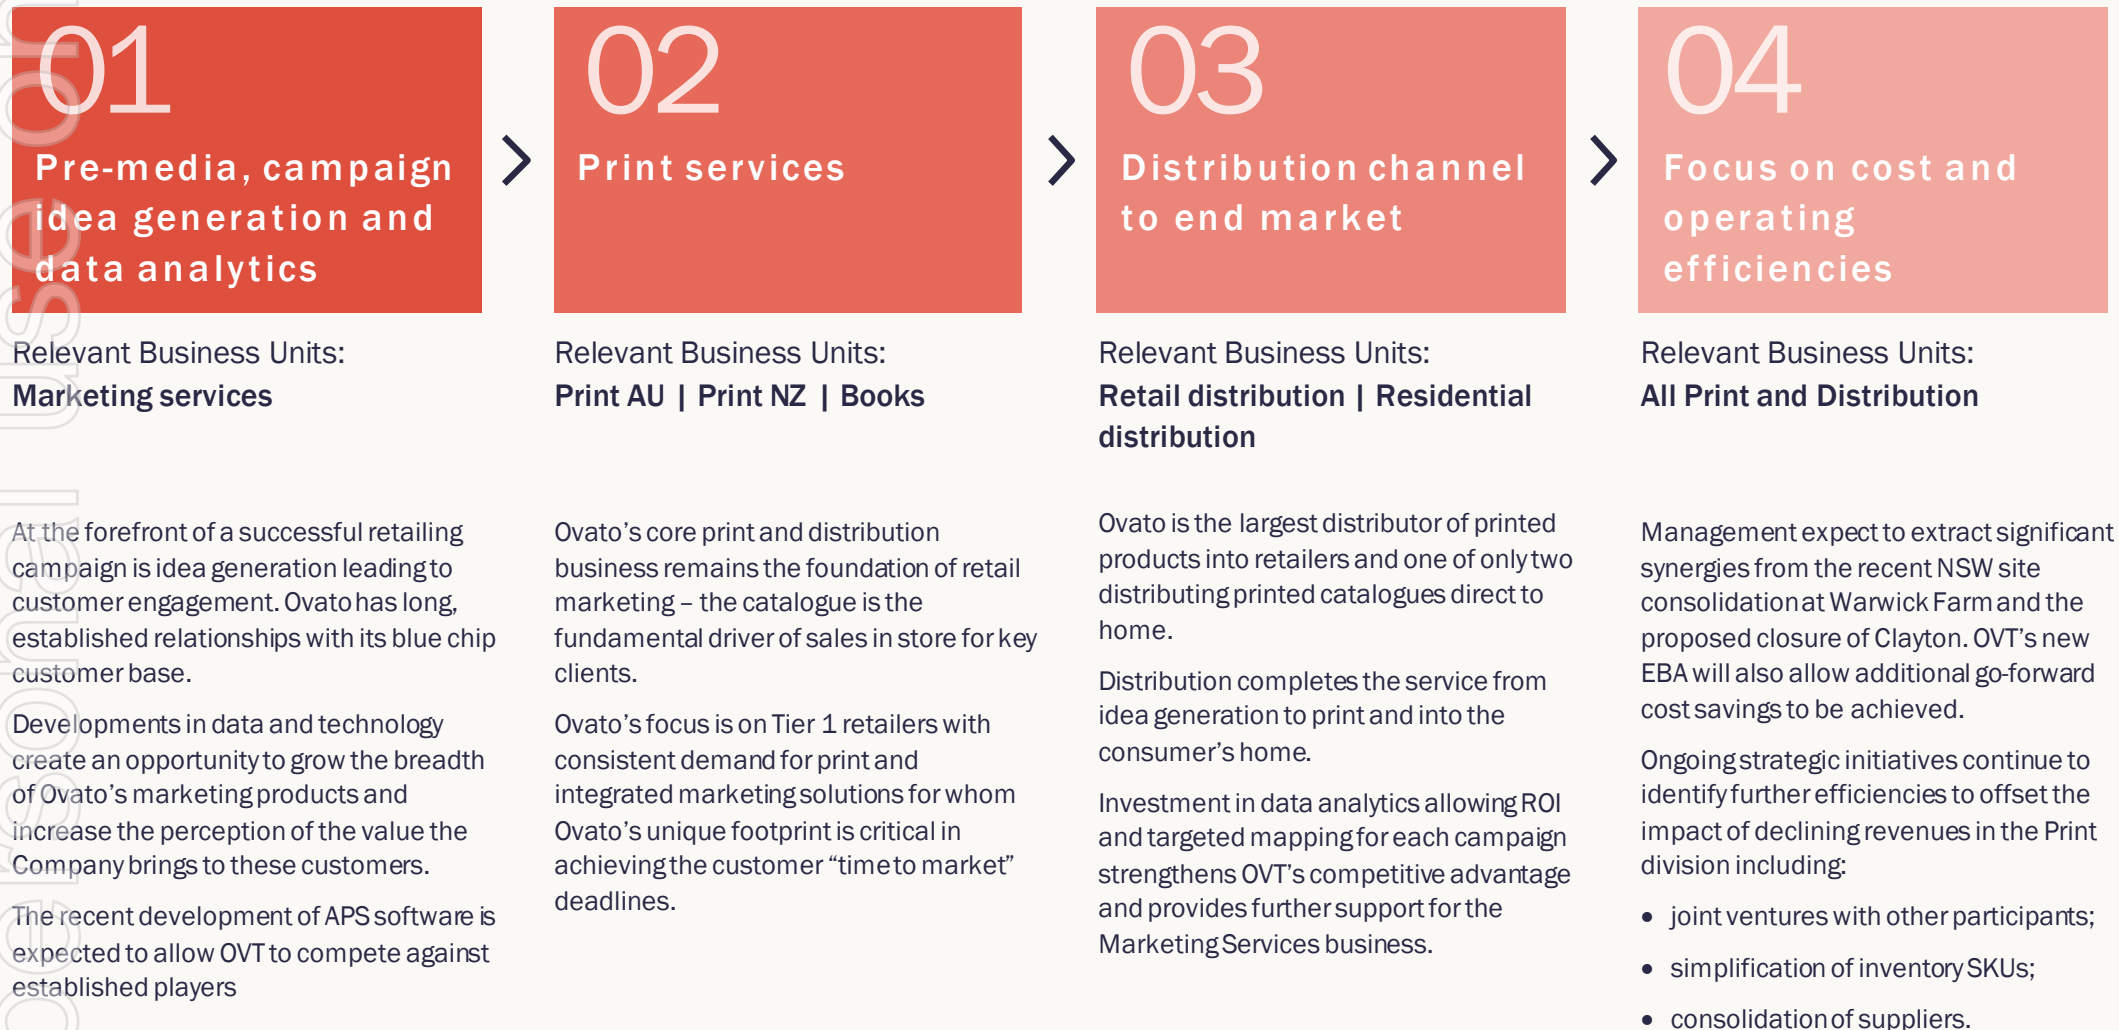 01
Pre-media, campaign
idea generation and
data analytics
Relevant Business Units:
Marketing services
At the forefront of a successful retailing
campaign is idea generation leading to
customer engagement. Ovato has long,
established relationships with its blue chip
customer base.
Developments in data and technology
create an opportunity to grow the breadth
of Ovato's marketing products and
increase the perception of the value the
Company brings to these customers.
The recent development of APS software is
expected to allow OVT to compete against
established players
02
Print services
Relevant Business Units:
Print AU | Print NZ | Books
Ovato's core print and distribution
business remains the foundation of retail
marketing – the catalogue is the
fundamental driver of sales in store for key
clients.
Ovato's focus is on Tier 1 retailers with
consistent demand for print and
integrated marketing solutions for whom
Ovato's unique footprint is critical in
achieving the customer “time to market”
deadlines.
03
Distribution channel
to end market
Relevant Business Units:
Retail distribution | Residential
distribution
Ovato is the largest distributor of printed
products into retailers and one of only two
distributing printed catalogues direct to
home.
Distribution completes the service from
idea generation to print and into the
consumer's home.
Investment in data analytics allowing ROI
and targeted mapping for each campaign
strengthens OVT's competitive advantage
and provides further support for the
Marketing Services business.
04
Focus on cost and
operating
efficiencies
Relevant Business Units:
All Print and Distribution
Management expect to extract significant
synergies from the recent NSW site
consolidation at Warwick Farm and the
proposed closure of Clayton. OVT's new
EBA will also allow additional go-forward
cost savings to be achieved.
Ongoing strategic initiatives continue to
identify further efficiencies to offset the
impact of declining revenues in the Print
division including:
• joint ventures with other participants;
• simplification of inventory SKUs;
• consolidation of suppliers.
ersonal use on